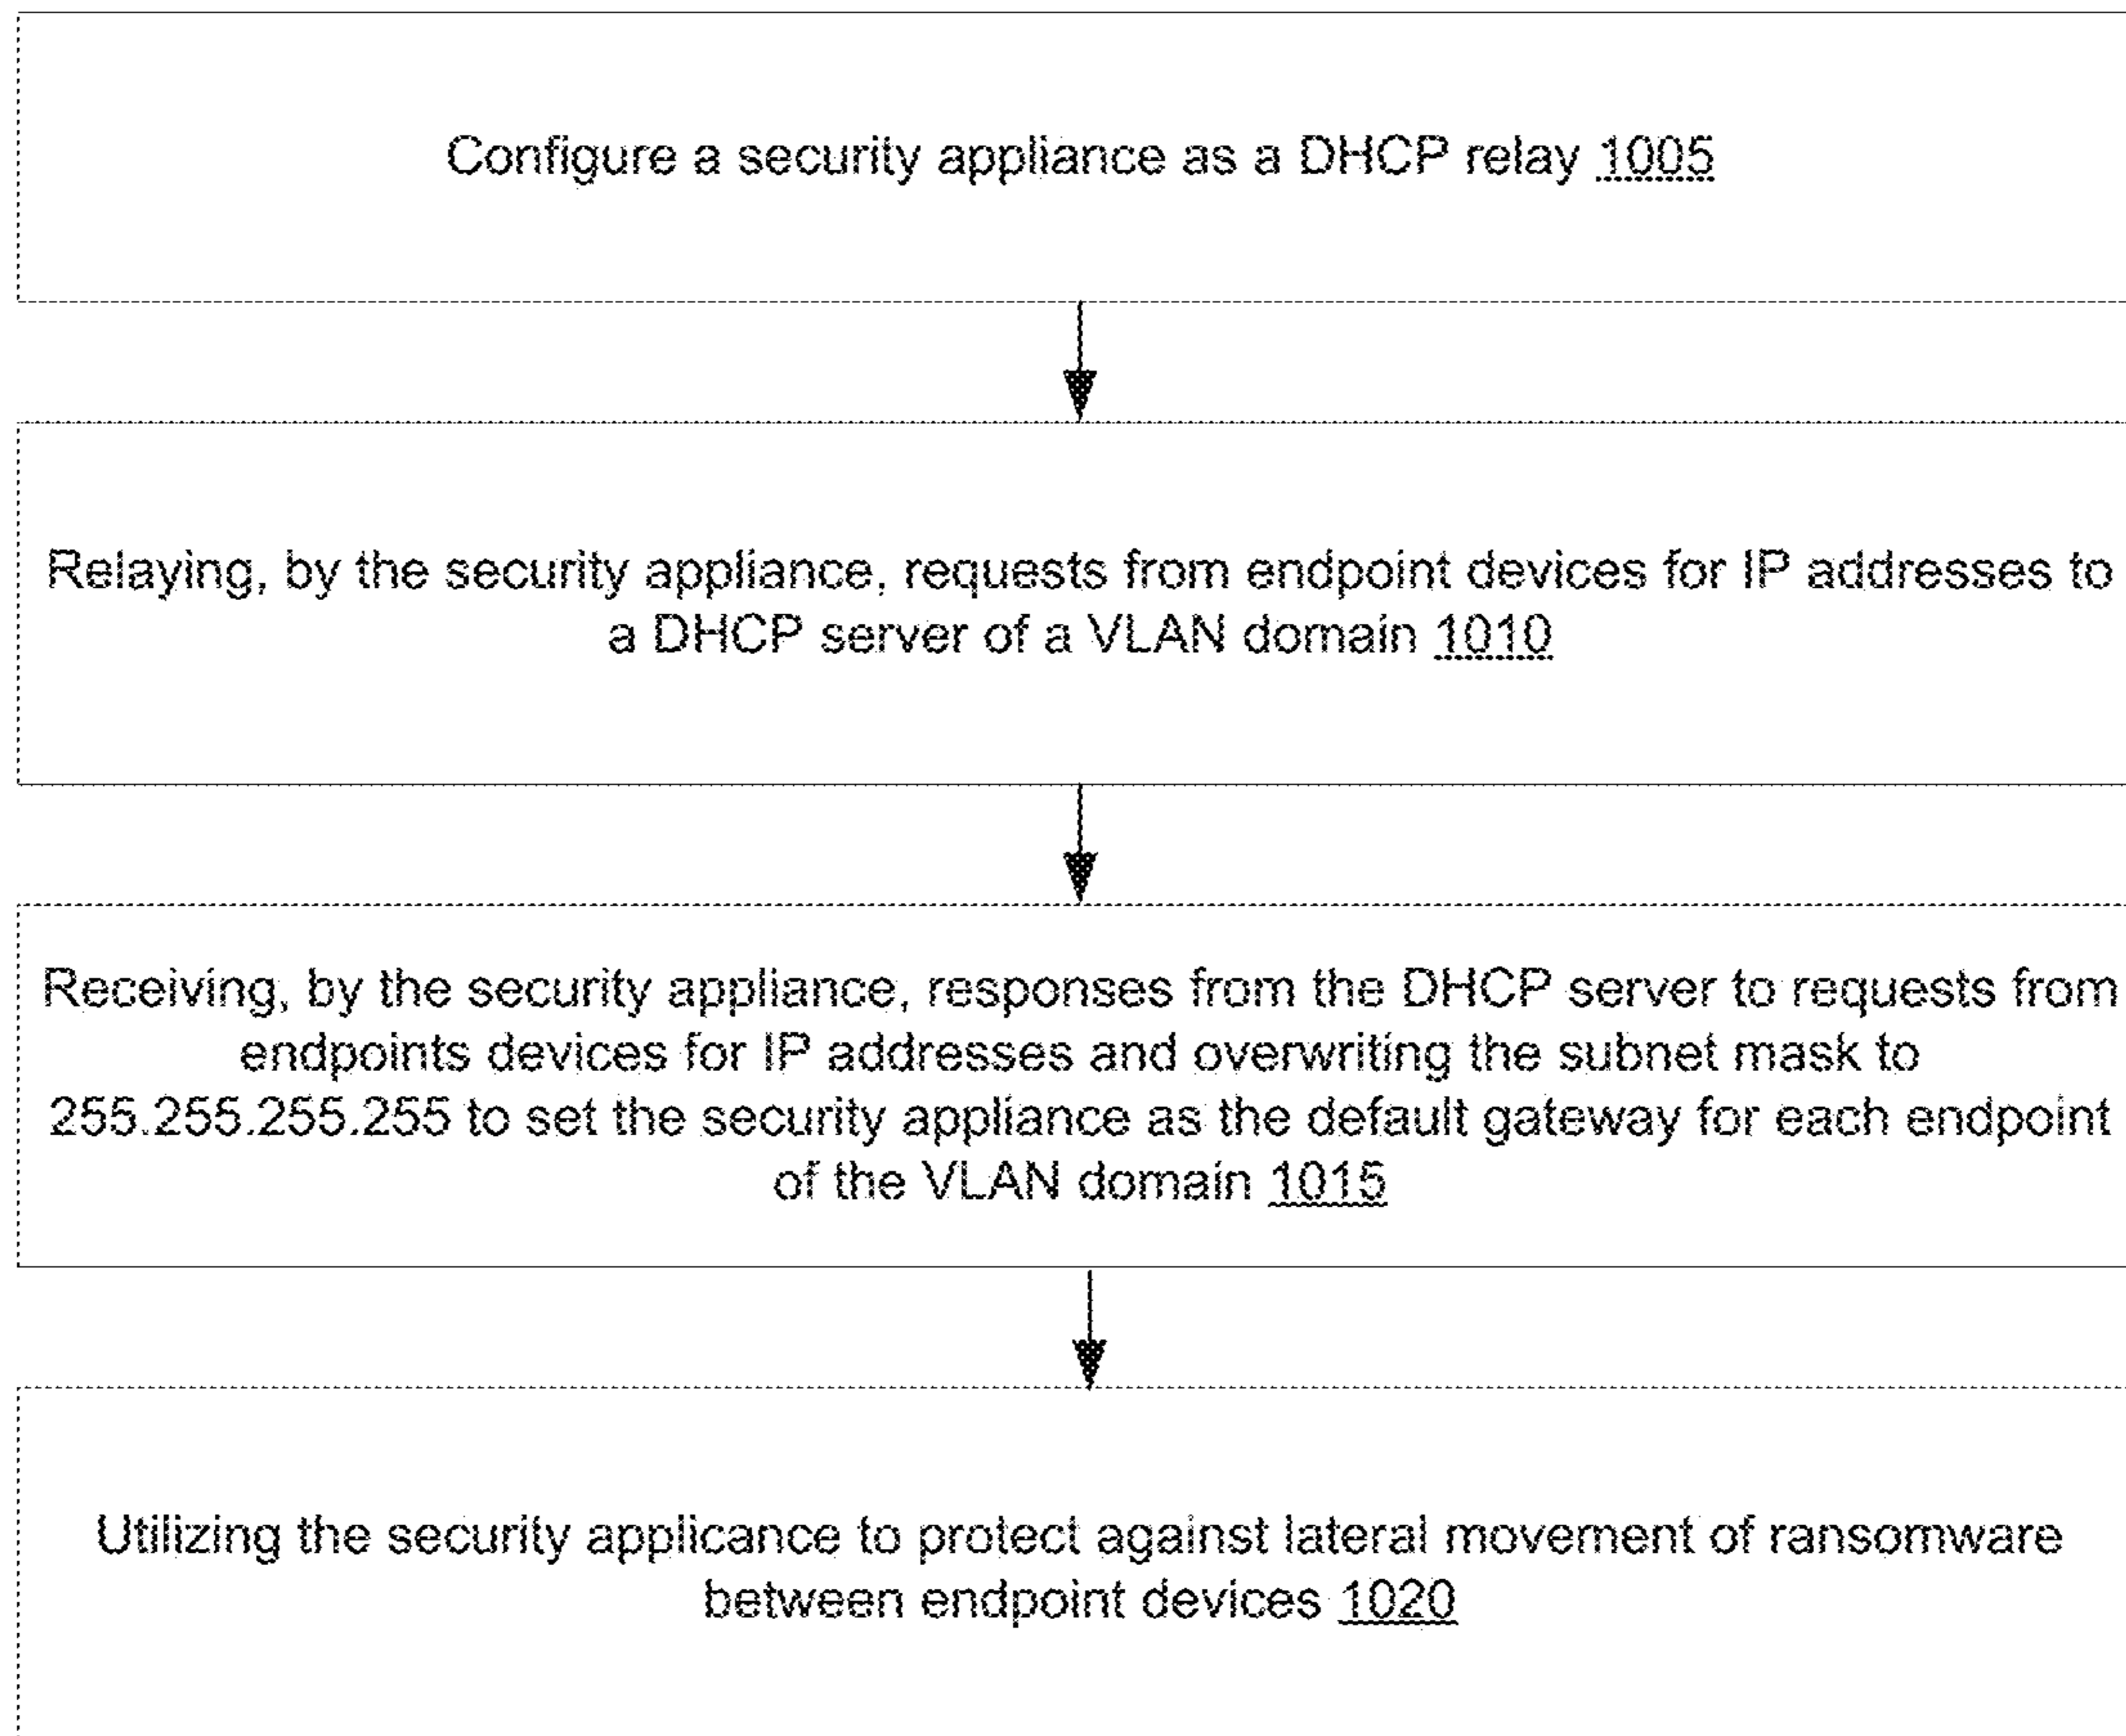 Configure a security appliance as a DHCP relay 1005
Relaying, by the security appliance, requests from endpoint devices for IP addresses to
a DHCP server of a VLAN domain 1010
Receiving, by the security appliance, responses from the DHCP server to requests from
endpoints devices for IP addresses and overwriting the subnet mask to
255.255.255.255 to set the security appliance as the default gateway for each endpoint
of the VLAN domain 1015
Utilizing the security applicance to protect against lateral movement of ransomware
between endpoint devices 1020